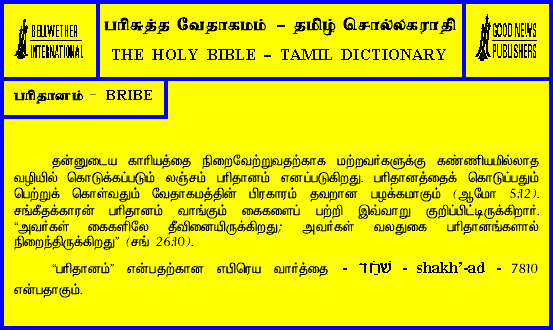 BELLWETHER
INTERNATIONAL
பரிசுத்த வேதாகமம் – தமிழ் சொல்லகராதி
THE HOLY BIBLE – TAMIL DICTIONARY
GOOD NEWS
PUBLISHERS
பரிதானம் - BRIBE
தன்னுடைய காரியத்தை நிறைவேற்றுவதற்காக மற்றவர்களுக்கு கண்ணியமில்லாத
வழியில் கொடுக்கப்படும் லஞ்சம் பரிதானம் எனப்படுகிறது. பரிதானத்தைக் கொடுப்பதும்
பெற்றுக் கொள்வதும் வேதாகமத்தின் பிரகாரம் தவறான பழக்கமாகும் (ஆமோ 5:12).
சங்கீதக்காரன் பரிதானம் வாங்கும் கைகளைப் பற்றி இவ்வாறு குறிப்பிட்டிருக்கிறார்.
“அவர்கள் கைகளிலே தீவினையிருக்கிறது; அவர்கள் வலதுகை பரிதானங்களால்
நிறைந்திருக்கிறது” (சங் 26:10).
“பரிதானம்” என்பதற்கான எபிரெய வார்த்தை - שׁחַד - shakh’-ad - 7810
என்பதாகும்.